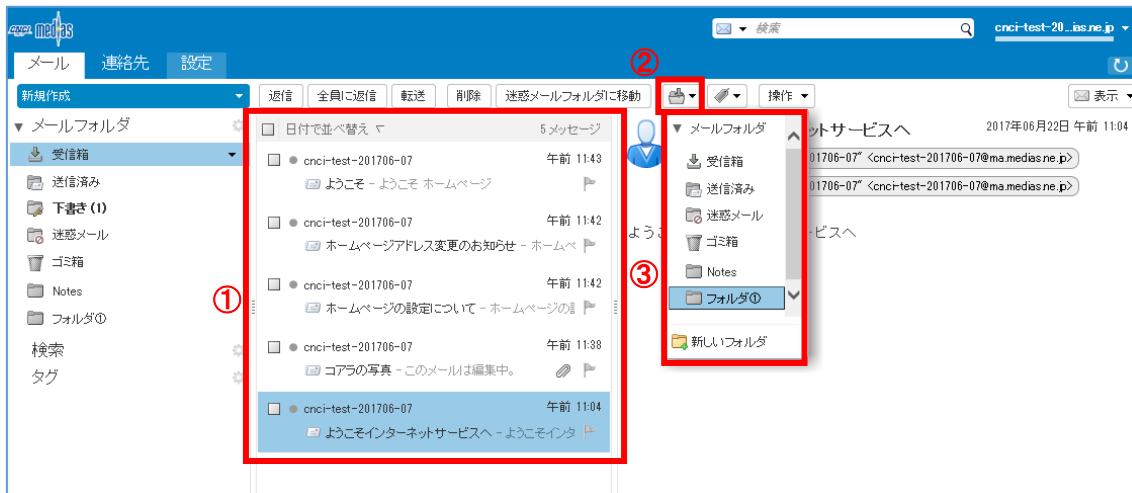 cnci medias
検索
cnci-test-20...ias.ne.jp
メール 連絡先 設定
②
新規作成
返信 全員に返信 転送 削除 迷惑メールフォルダに移動 操作 表示
メールフォルダ
受信箱
送信済み
下書き (1)
迷惑メール
ゴミ箱
Notes
フォルダ①
検索
タグ
①
日付で並べ替え 5 メッセージ
cnci-test-201706-07 午前 11:43
ようこそ - ようこそ ホームページ
cnci-test-201706-07 午前 11:42
ホームページアドレス変更のお知らせ - ホームペ
cnci-test-201706-07 午前 11:42
ホームページの設定について - ホームページの
cnci-test-201706-07 午前 11:38
コアラの写真 - このメールは編集中。
cnci-test-201706-07 午前 11:04
ようこそインターネットサービスへ - ようこそインタ
③
メールフォルダ
受信箱
送信済み
迷惑メール
ゴミ箱
Notes
フォルダ①
新しいフォルダ
ットサービスへ 2017年06月22日 午前 11:04
01706-07" <cnci-test-201706-07@ma.medias.ne.jp>
01706-07" <cnci-test-201706-07@ma.medias.ne.jp>
ようこ ービスへ